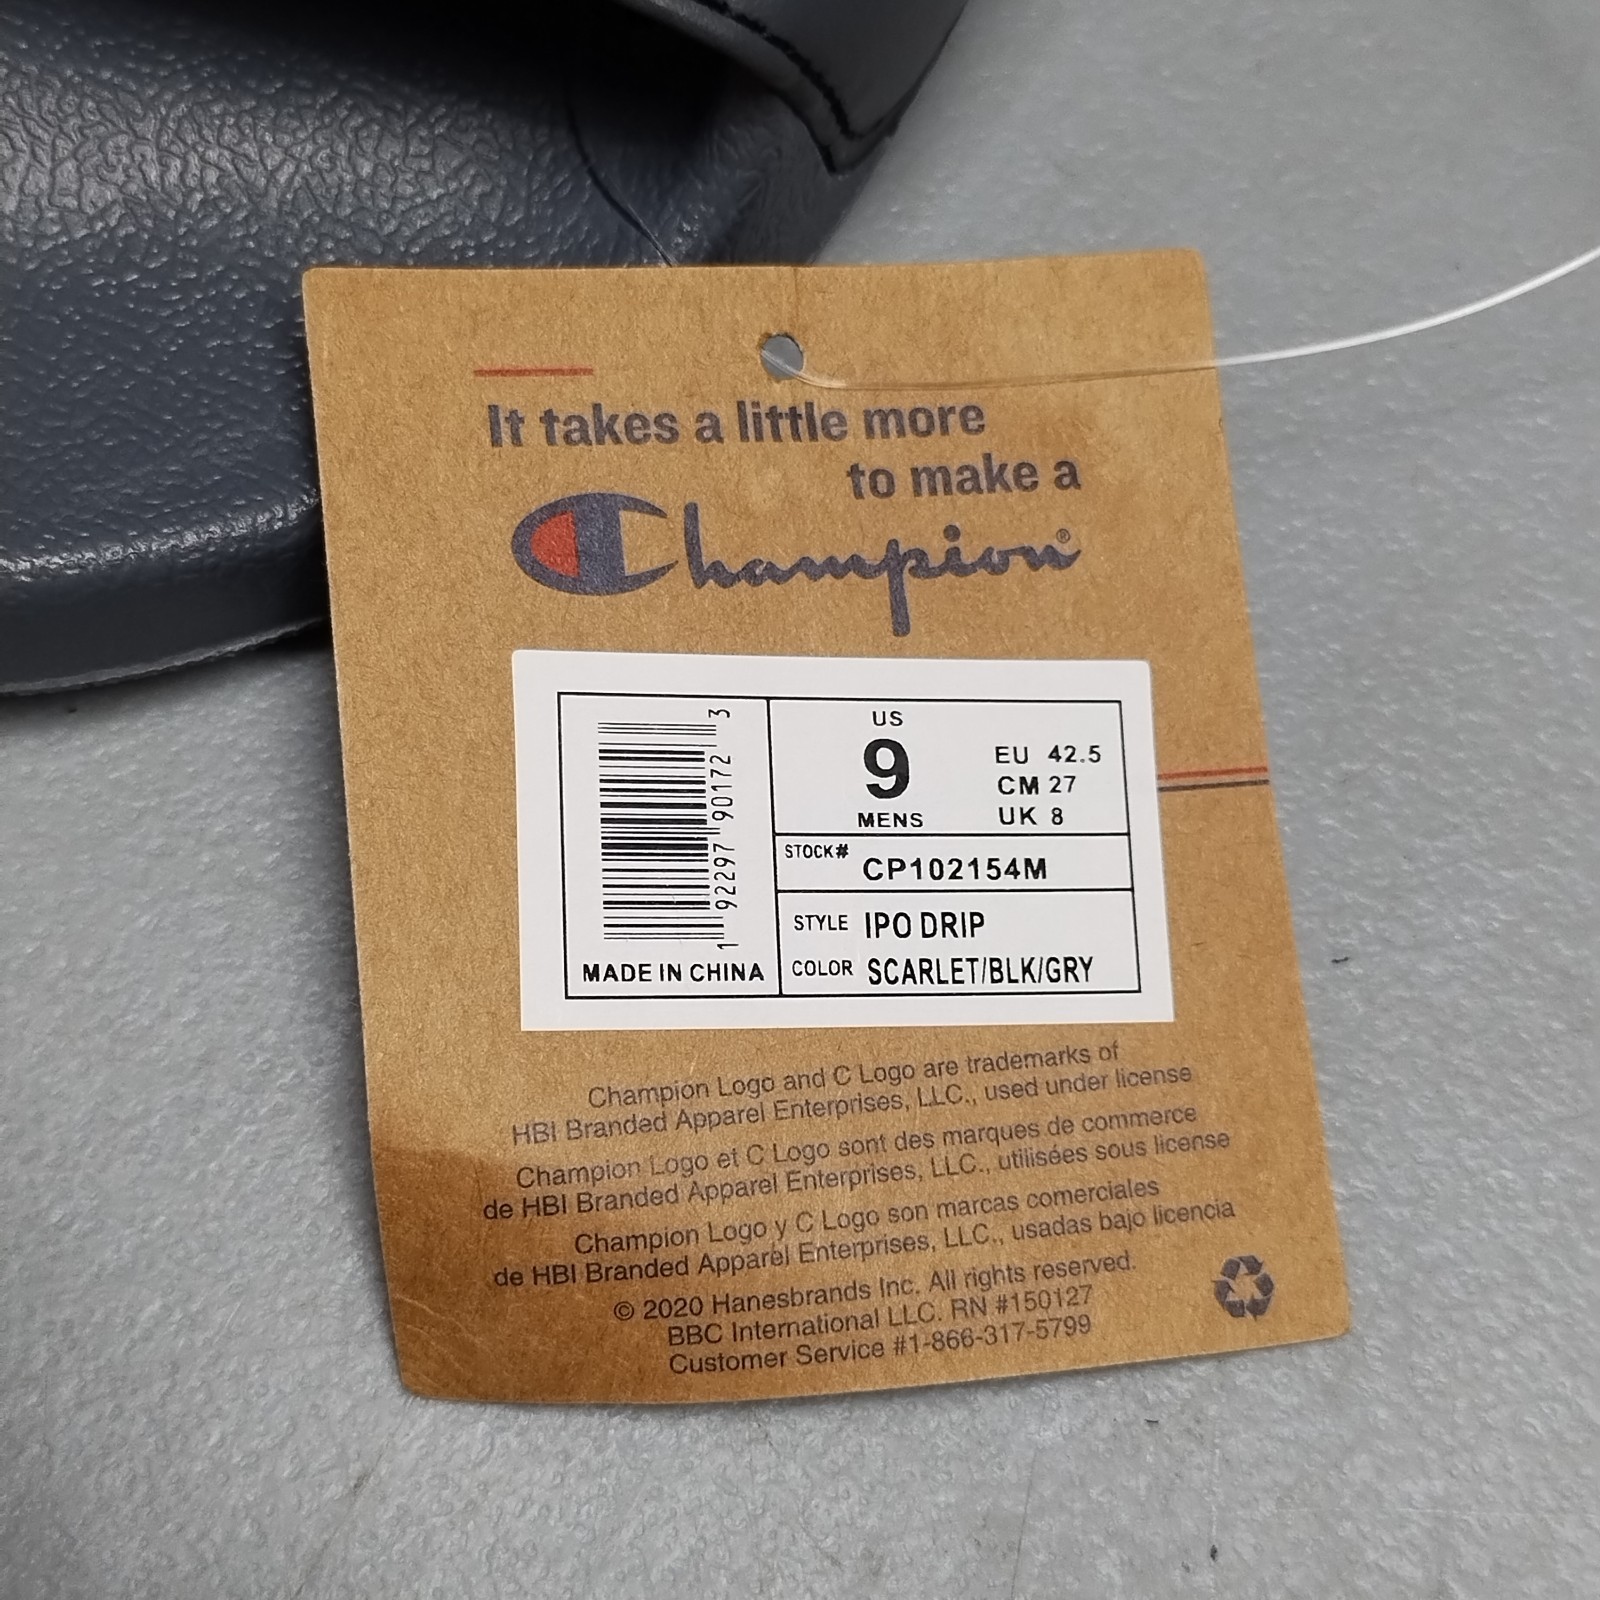 It takes a little more
to make a
Champion®
US
9
MENS
EU 42.5
CM 27
UK 8
STOCK# CP102154M
STYLE IPO DRIP
COLOR SCARLET/BLK/GRY
1 92297 90172 3
MADE IN CHINA
Champion Logo and C Logo are trademarks of
HBI Branded Apparel Enterprises, LLC., used under license
Champion Logo et C Logo sont des marques de commerce
de HBI Branded Apparel Enterprises, LLC., utilisées sous license
Champion Logo y C Logo son marcas comerciales
de HBI Branded Apparel Enterprises, LLC., usadas bajo licencia
© 2020 Hanesbrands Inc. All rights reserved.
BBC International LLC. RN #150127
Customer Service #1-866-317-5799